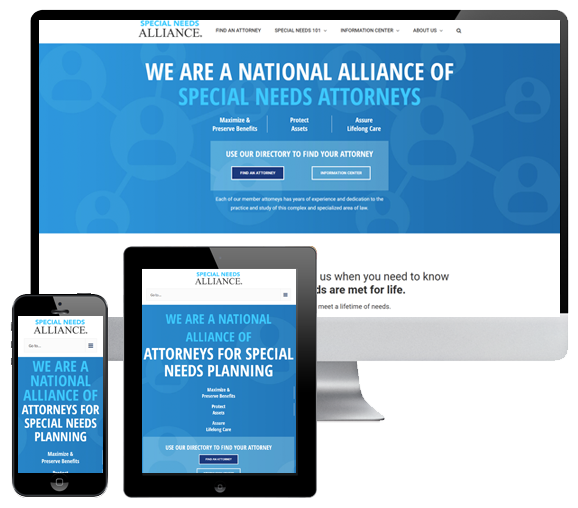 SPECIAL NEEDS
ALLIANCE.
FIND AN ATTORNEY SPECIAL NEEDS 101 INFORMATION CENTER ABOUT US
WE ARE A NATIONAL ALLIANCE OF
SPECIAL NEEDS ATTORNEYS
Maximize &
Preserve Benefits
Protect
Assets
Assure
Lifelong Care
USE OUR DIRECTORY TO FIND YOUR ATTORNEY
FIND AN ATTORNEY INFORMATION CENTER
Each of our member attorneys has years of experience and dedication to the
practice and study of this complex and specialized area of law.
us when you need to know
ds are met for life.
meet a lifetime of needs.
SPECIAL NEEDS
ALLIANCE.
Go to...
WE ARE A NATIONAL
ALLIANCE OF
ATTORNEYS FOR SPECIAL
NEEDS PLANNING
Maximize &
Preserve Benefits
Protect
Assets
Assure
Lifelong Care
USE OUR DIRECTORY TO FIND YOUR ATTORNEY
FIND AN ATTORNEY
SPECIAL NEEDS
ALLIANCE.
Go to...
WE ARE A
NATIONAL
ALLIANCE OF
ATTORNEYS FOR
SPECIAL NEEDS
PLANNING
Maximize &
Preserve Benefits